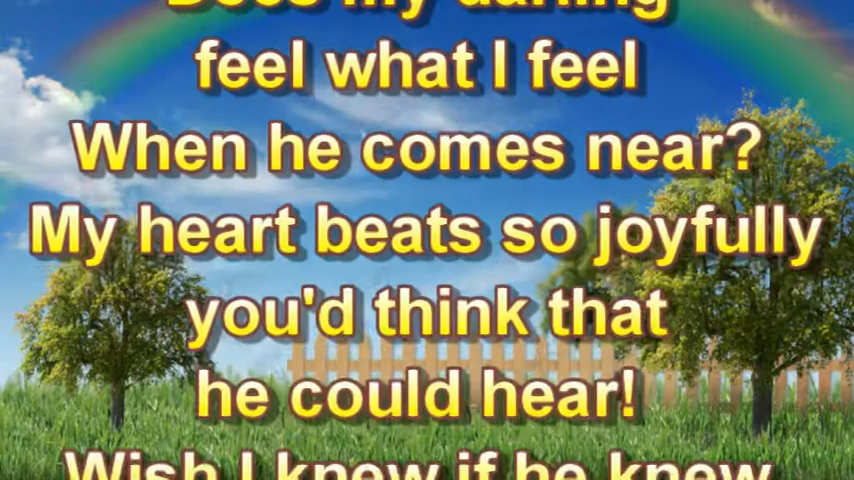 Does my darling
feel what I feel
When he comes near?
My heart beats so joyfully
you'd think that
he could hear!
Wish I knew if he knew